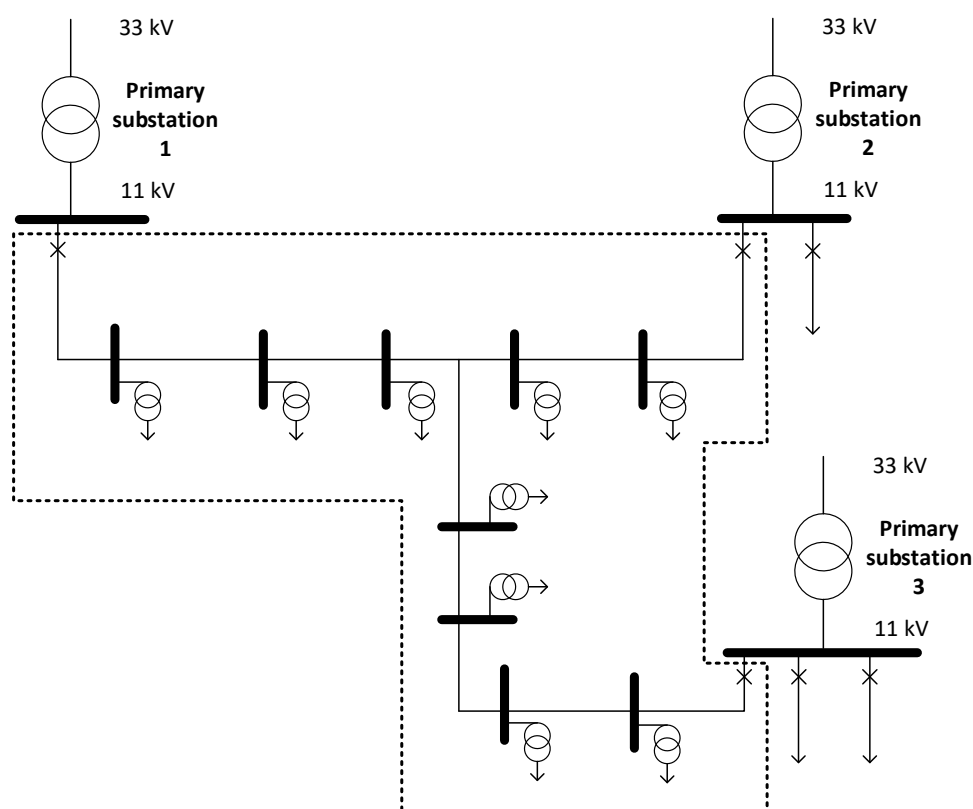 33 kV
Primary
substation
1
11 kV
33 kV
Primary
substation
2
11 kV
33 kV
Primary
substation
3
11 kV